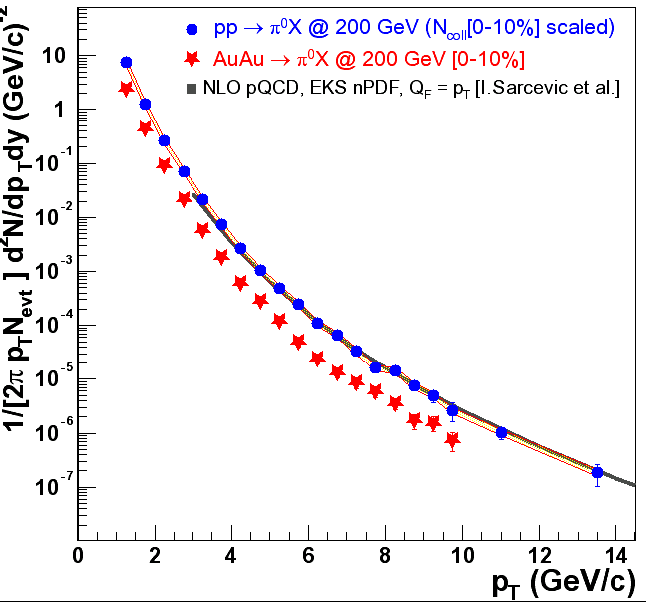 pp → π⁰X @ 200 GeV (N_coll[0-10%] scaled)
AuAu → π⁰X @ 200 GeV [0-10%]
NLO pQCD, EKS nPDF, Q_F = p_T [I.Sarcevic et al.]
1/[2π p_T N_evt] d²N/dp_T dy (GeV/c)⁻²
10
1
10⁻¹
10⁻²
10⁻³
10⁻⁴
10⁻⁵
10⁻⁶
10⁻⁷
0 2 4 6 8 10 12 14
p_T (GeV/c)